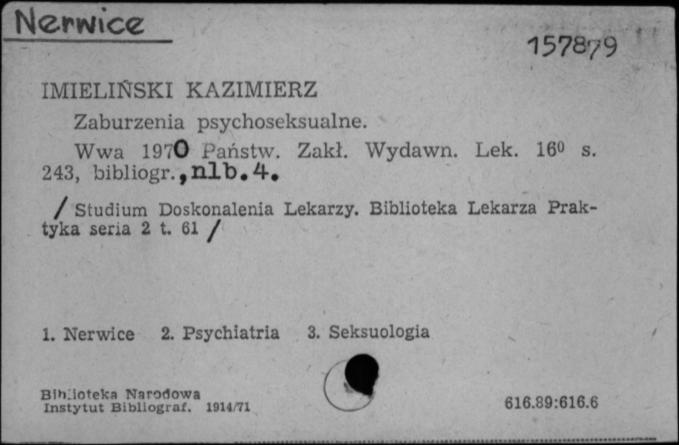 Nerwice
157879
IMIELIŃSKI KAZIMIERZ
Zaburzenia psychoseksualne.
Wwa 1970 Państw. Zakł. Wydawn. Lek. 16⁰ s.
243, bibliogr., nlb. 4.
/ Studium Doskonalenia Lekarzy. Biblioteka Lekarza Prak-
tyka seria 2 t. 61 /
1. Nerwice 2. Psychiatria 3. Seksuologia
Biblioteka Narodowa
Instytut Bibliograf. 1914/71
616.89:616.6